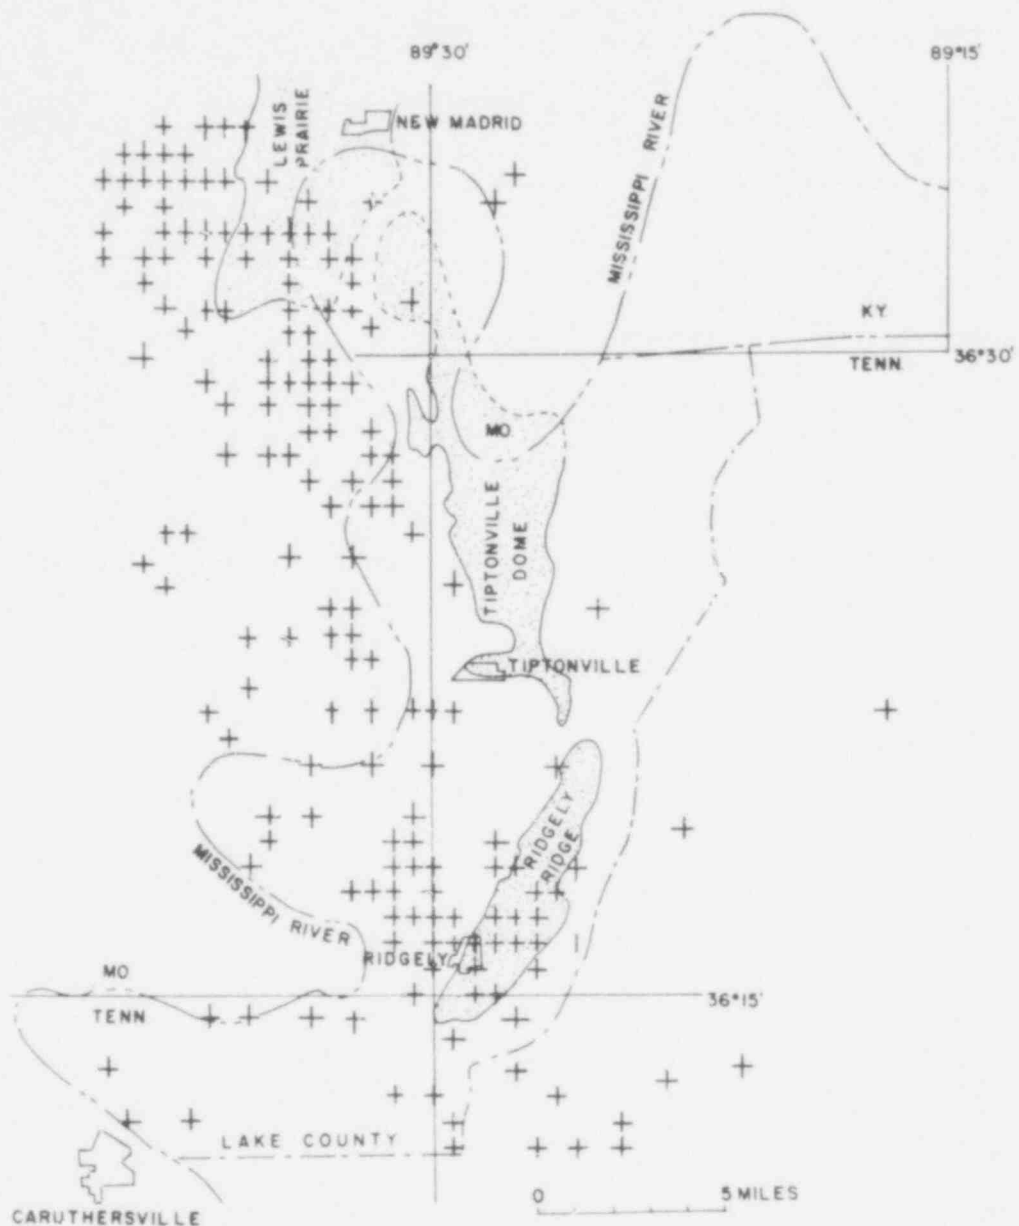 89°30'
89°15'
LEWIS
PRAIRIE
NEW MADRID
MISSISSIPPI RIVER
KY
TENN.
36°30'
MO
TIPTONVILLE
DOME
TIPTONVILLE
RIDGELY
RIDGE
MISSISSIPPI RIVER
RIDGELY
MO
TENN
36°15'
LAKE COUNTY
0 5 MILES
CARUTHERSVILLE